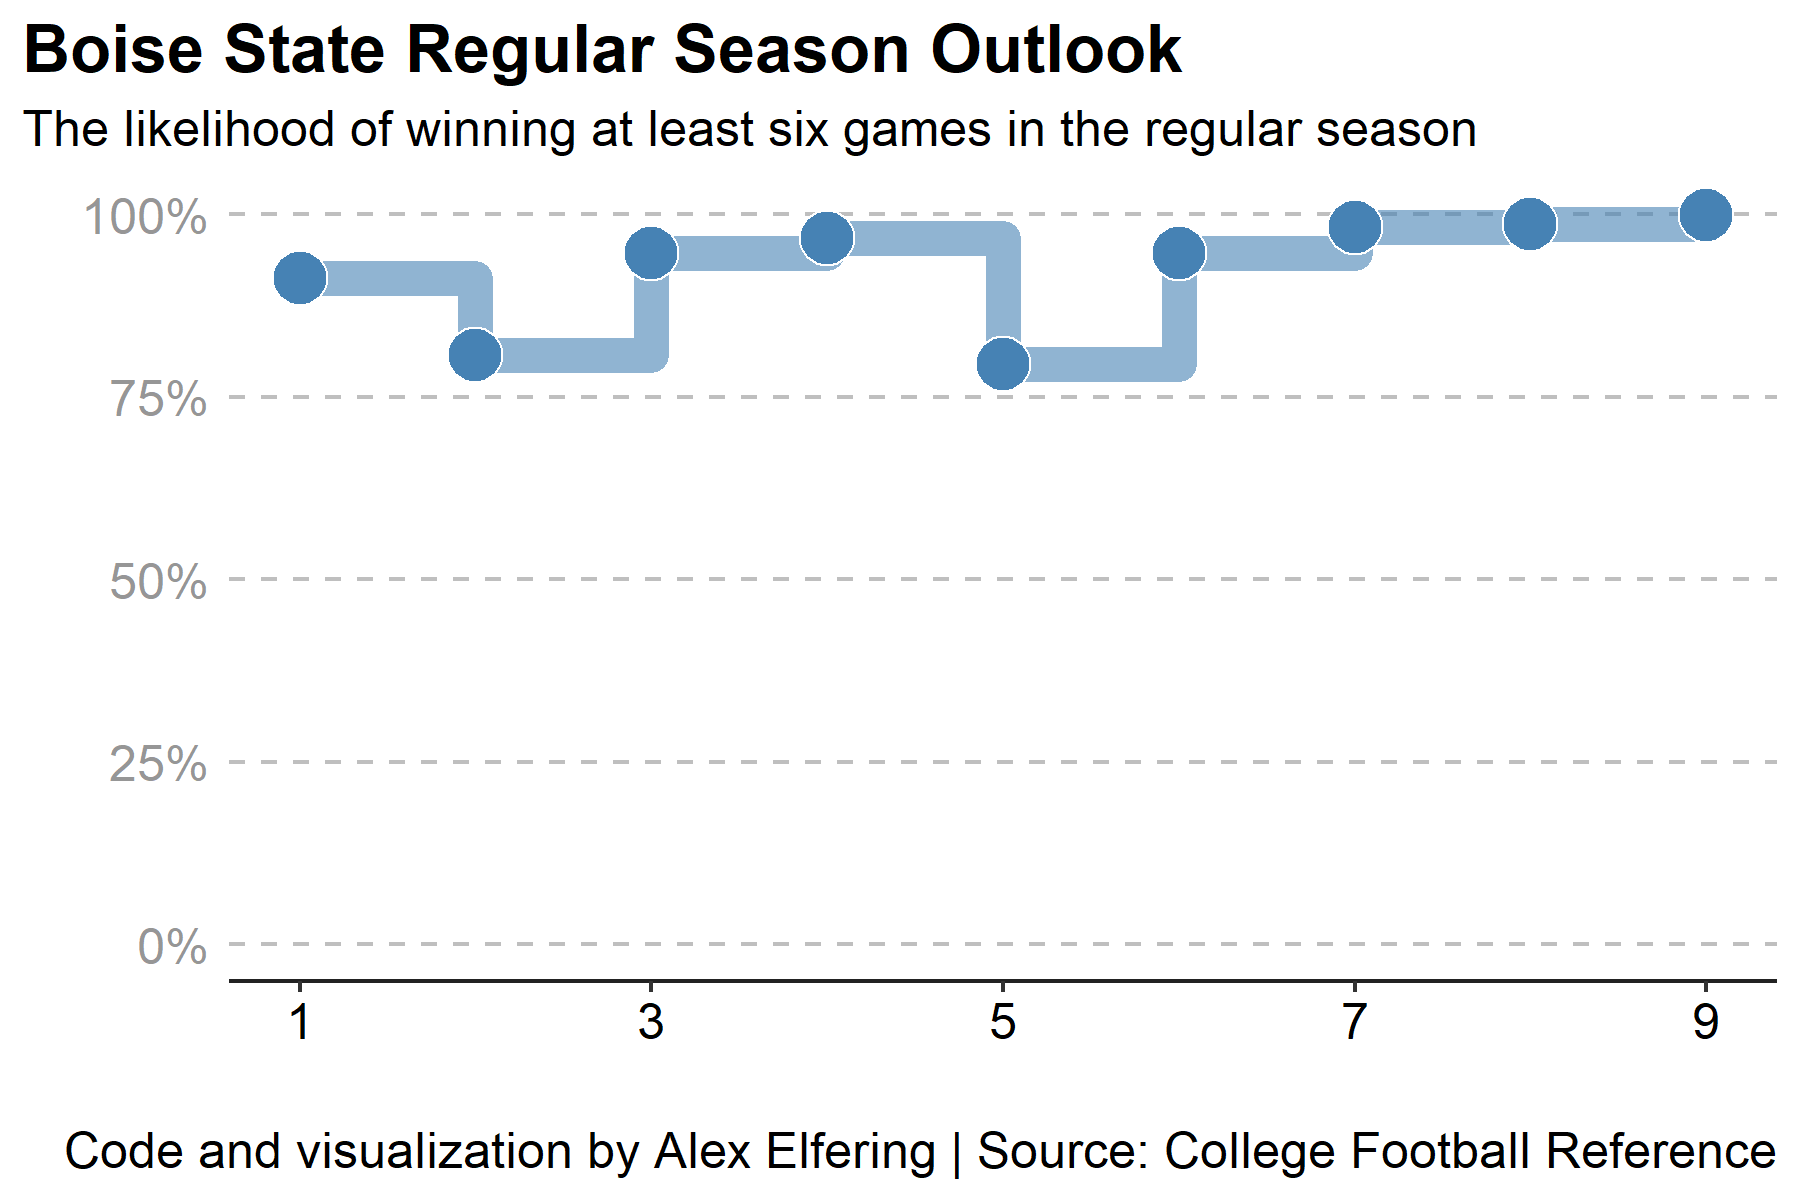 Boise State Regular Season Outlook
The likelihood of winning at least six games in the regular season
100%
75%
50%
25%
0%
1 3 5 7 9
Code and visualization by Alex Elfering | Source: College Football Reference